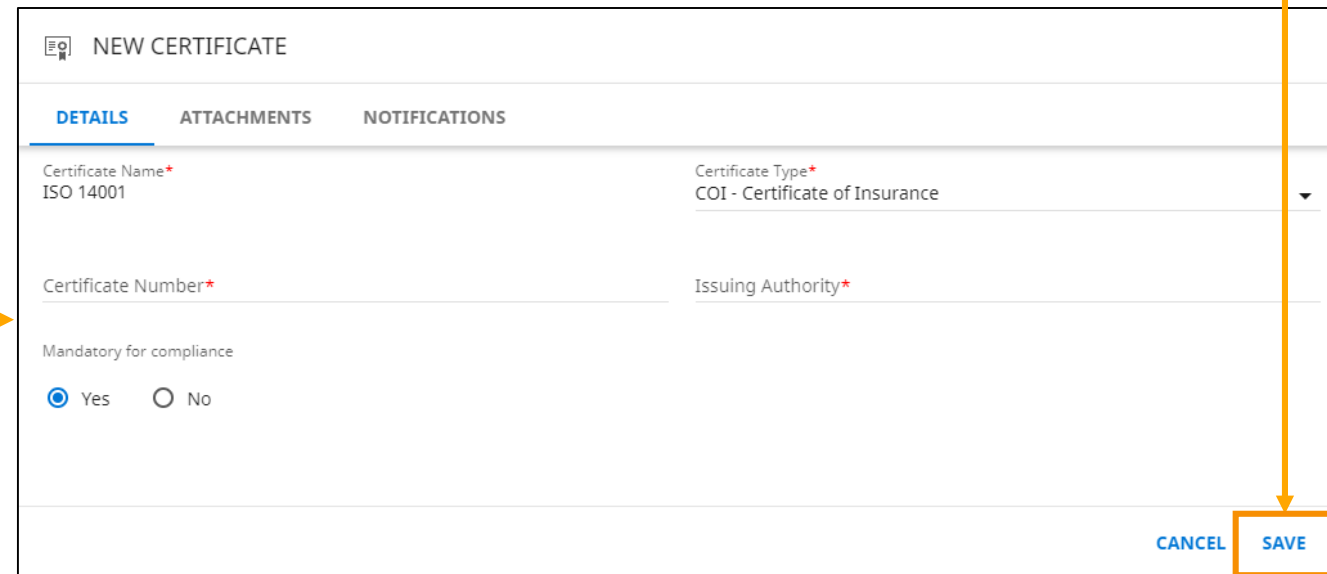 NEW CERTIFICATE
DETAILS ATTACHMENTS NOTIFICATIONS
Certificate Name* Certificate Type*
ISO 14001 COI - Certificate of Insurance
Certificate Number* Issuing Authority*
Mandatory for compliance
Yes No
CANCEL SAVE